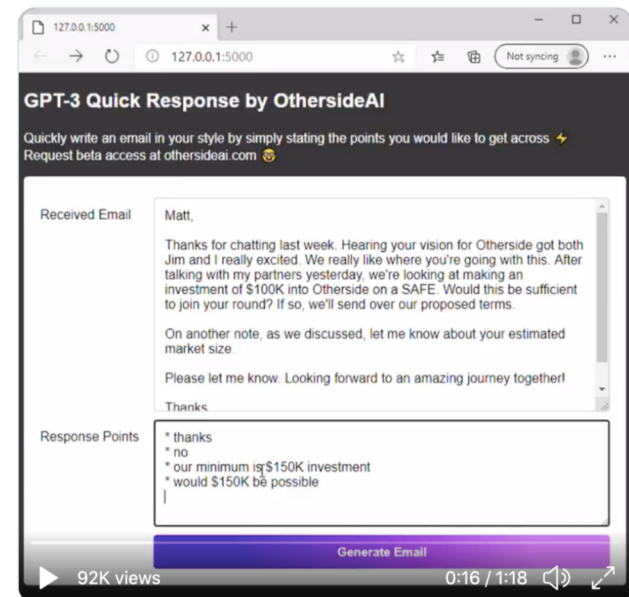 127.0.0.1:5000
127.0.0.1:5000
Not syncing
GPT-3 Quick Response by OthersideAI
Quickly write an email in your style by simply stating the points you would like to get across ⚡
Request beta access at othersideai.com
Received Email
Matt,
Thanks for chatting last week. Hearing your vision for Otherside got both
Jim and I really excited. We really like where you're going with this. After
talking with my partners yesterday, we're looking at making an
investment of $100K into Otherside on a SAFE. Would this be sufficient
to join your round? If so, we'll send over our proposed terms.
On another note, as we discussed, let me know about your estimated
market size.
Please let me know. Looking forward to an amazing journey together!
Thanks
Response Points
* thanks
* no
* our minimum is $150K investment
* would $150K be possible
Generate Email
92K views
0:16 / 1:18